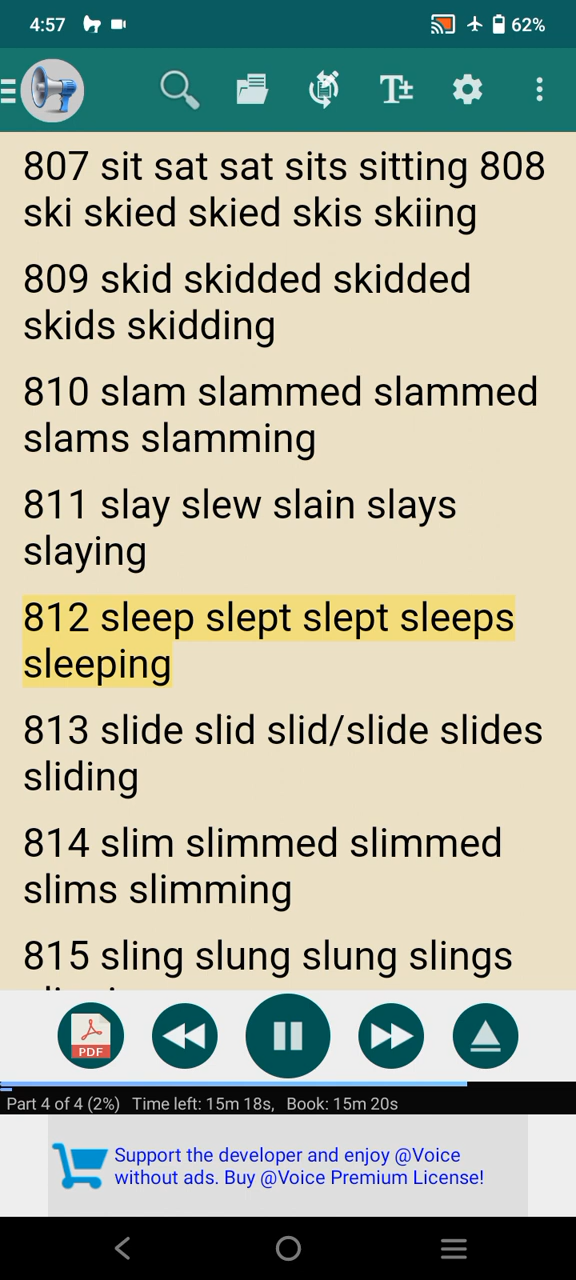 4:57
62%
T±
807 sit sat sat sits sitting 808
ski skied skied skis skiing
809 skid skidded skidded
skids skidding
810 slam slammed slammed
slams slamming
811 slay slew slain slays
slaying
812 sleep slept slept sleeps
sleeping
813 slide slid slid/slide slides
sliding
814 slim slimmed slimmed
slims slimming
815 sling slung slung slings
PDF
Part 4 of 4 (2%) Time left: 15m 18s, Book: 15m 20s
Support the developer and enjoy @Voice
without ads. Buy @Voice Premium License!